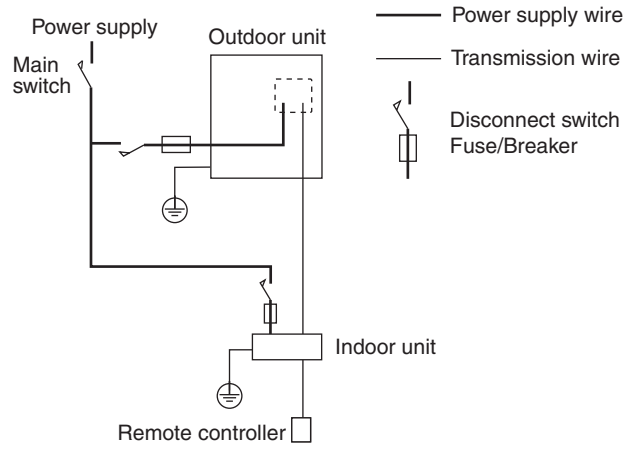 Power supply
Main
switch
Outdoor unit
Power supply wire
Transmission wire
Disconnect switch
Fuse/Breaker
Indoor unit
Remote controller